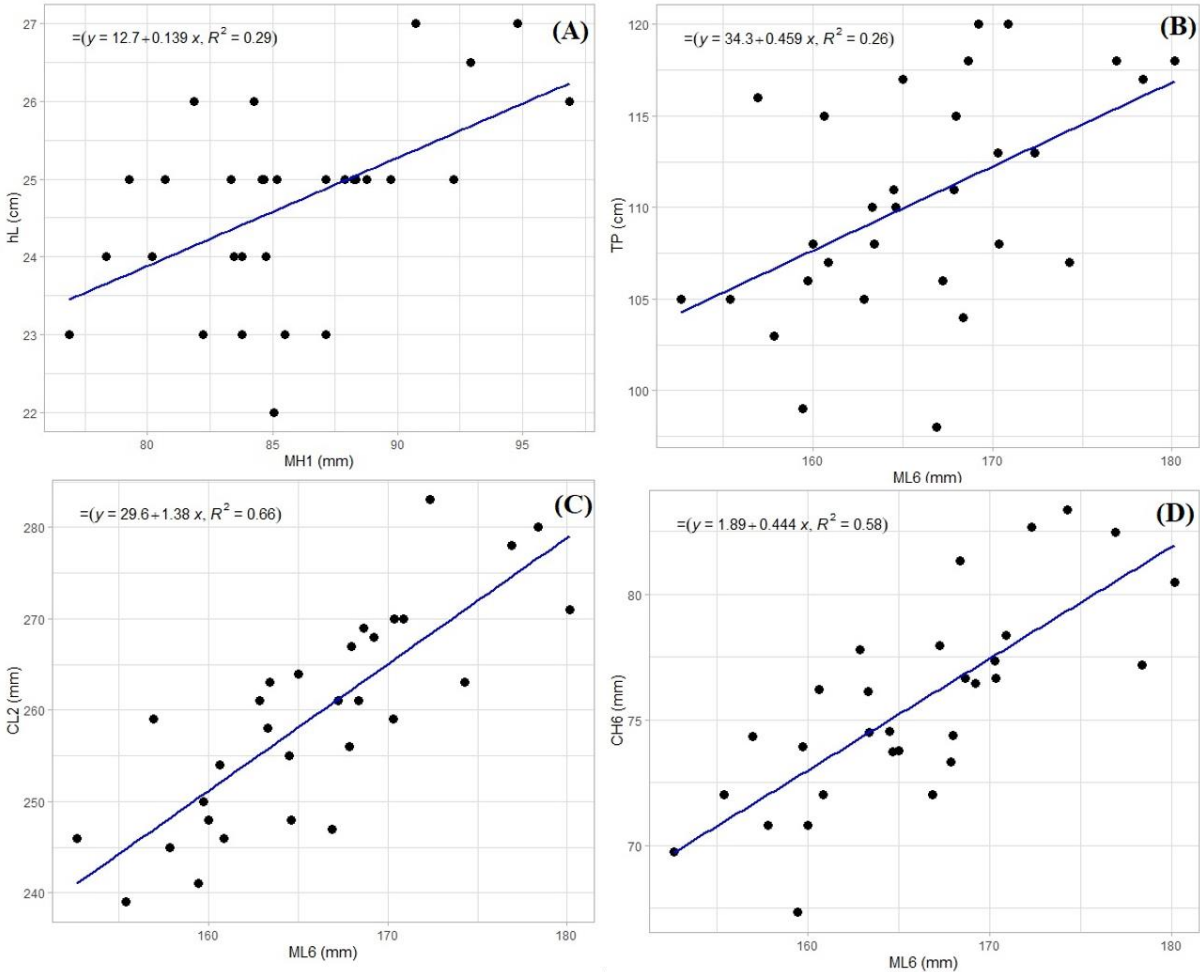 =(y = 12.7+0.139 x, R² = 0.29)
(A)
27
26
25
24
23
22
hL (cm)
80 85 90 95
MH1 (mm)
=(y = 34.3+0.459 x, R² = 0.26)
(B)
120
115
110
105
100
TP (cm)
160 170 180
ML6 (mm)
=(y = 29.6+1.38 x, R² = 0.66)
(C)
280
270
260
250
240
CL2 (mm)
160 170 180
ML6 (mm)
=(y = 1.89+0.444 x, R² = 0.58)
(D)
80
75
70
CH6 (mm)
160 170 180
ML6 (mm)